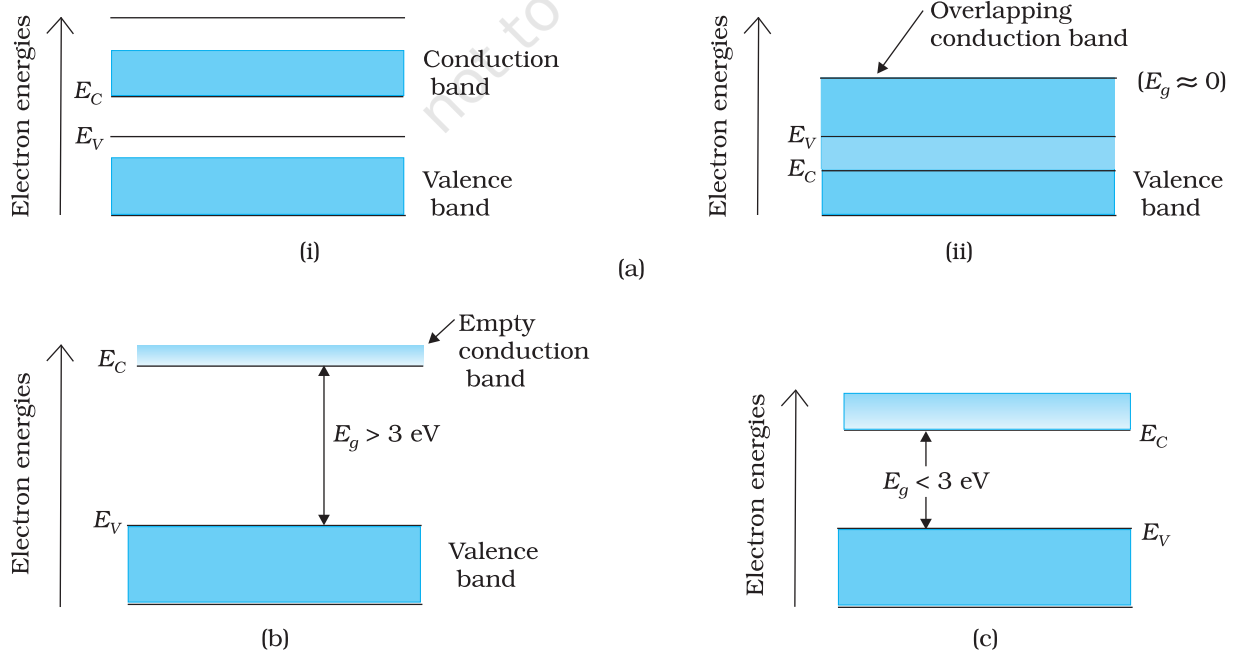 Electron energies
Conduction
band
E_C
E_V
Valence
band
(i)
not to
Electron energies
Overlapping
conduction band
(E_g ≈ 0)
E_V
E_C
Valence
band
(ii)
(a)
Electron energies
Empty
conduction
band
E_C
E_g > 3 eV
E_V
Valence
band
(b)
Electron energies
E_C
E_g < 3 eV
E_V
(c)